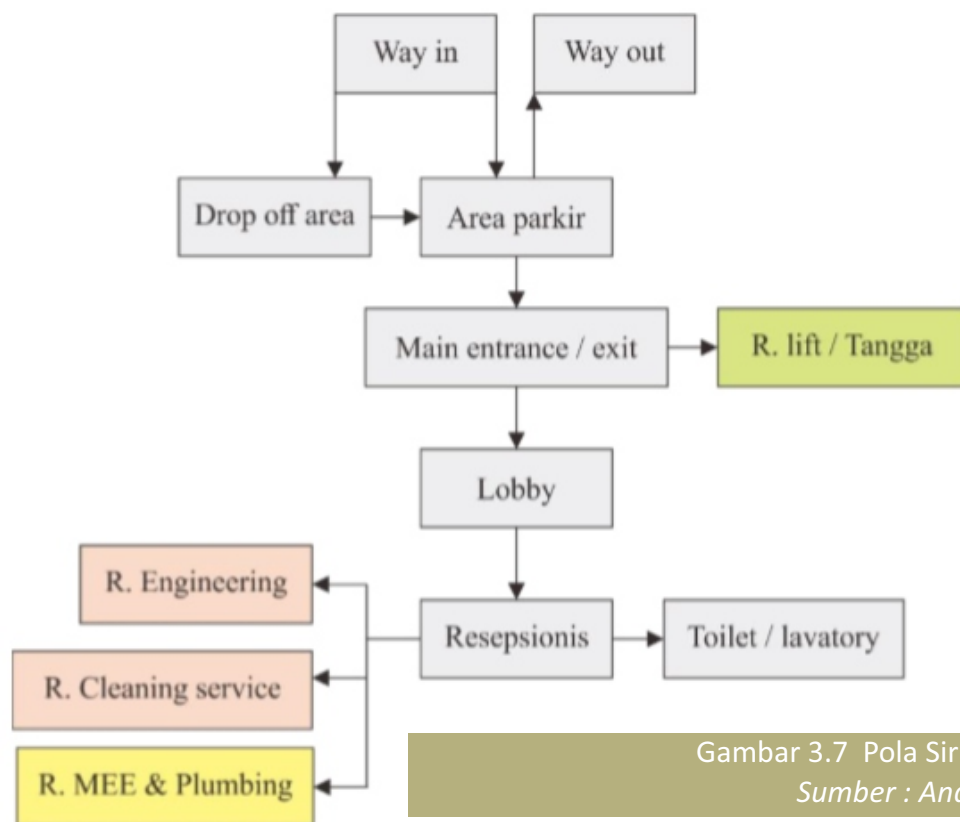 Way in
Way out
Drop off area
Area parkir
Main entrance / exit
R. lift / Tangga
Lobby
R. Engineering
Resepsionis
Toilet / lavatory
R. Cleaning service
R. MEE & Plumbing
Gambar 3.7 Pola Sir
Sumber : Ana